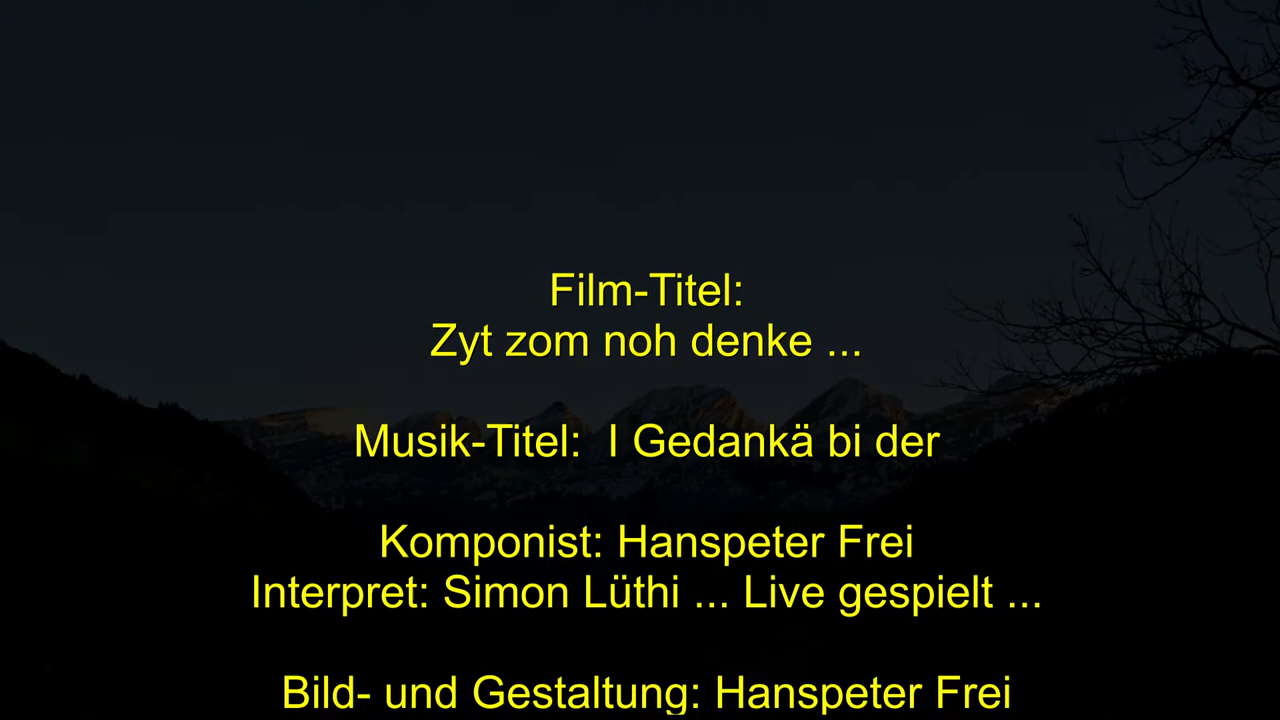 Film-Titel:
Zyt zom noh denke ...
Musik-Titel:  I Gedankä bi der
Komponist: Hanspeter Frei
Interpret: Simon Lüthi ... Live gespielt ...
Bild- und Gestaltung: Hanspeter Frei